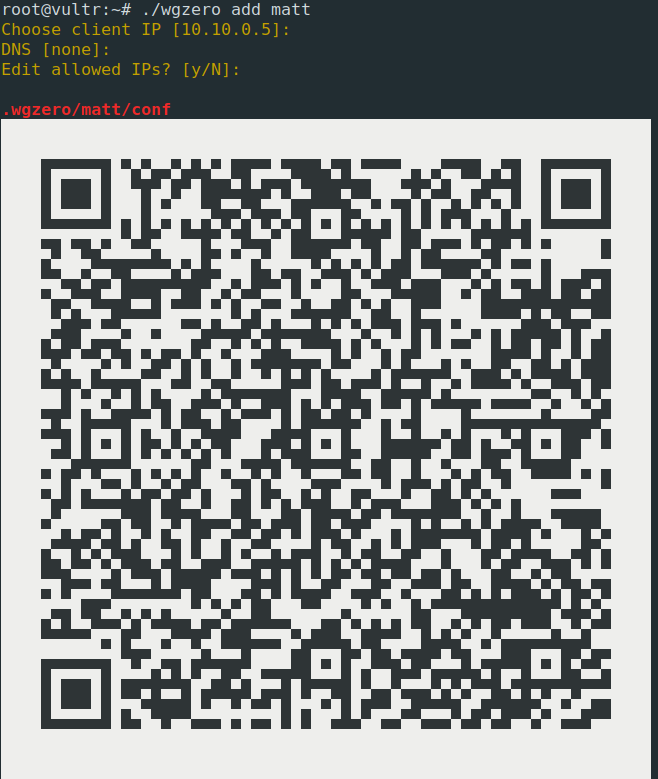 root@vultr:~# ./wgzero add matt
Choose client IP [10.10.0.5]:
DNS [none]:
Edit allowed IPs? [y/N]:
.wgzero/matt/conf